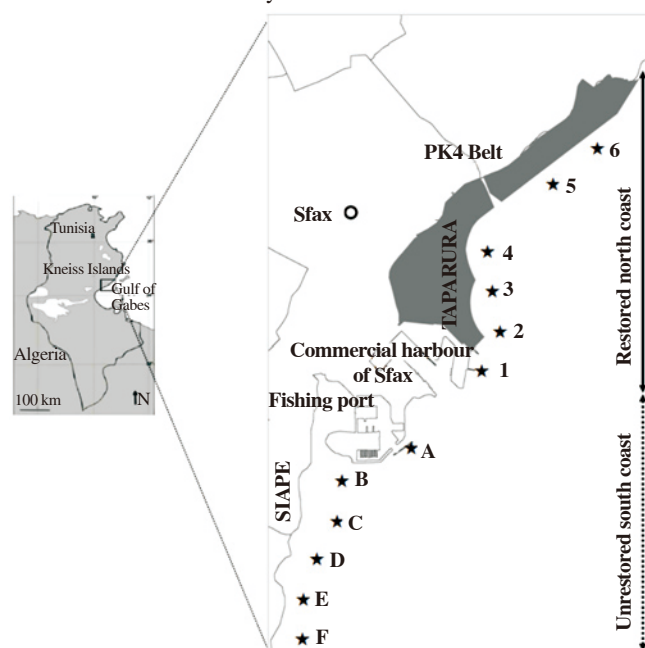 Tunisia
Kneiss Islands
Gulf of
Gabes
Algeria
100 km
N
PK4 Belt
Sfax
TAPARURA
6
5
4
3
2
1
Commercial harbour
of Sfax
Fishing port
SIAPE
A
B
C
D
E
F
Restored north coast
Unrestored south coast